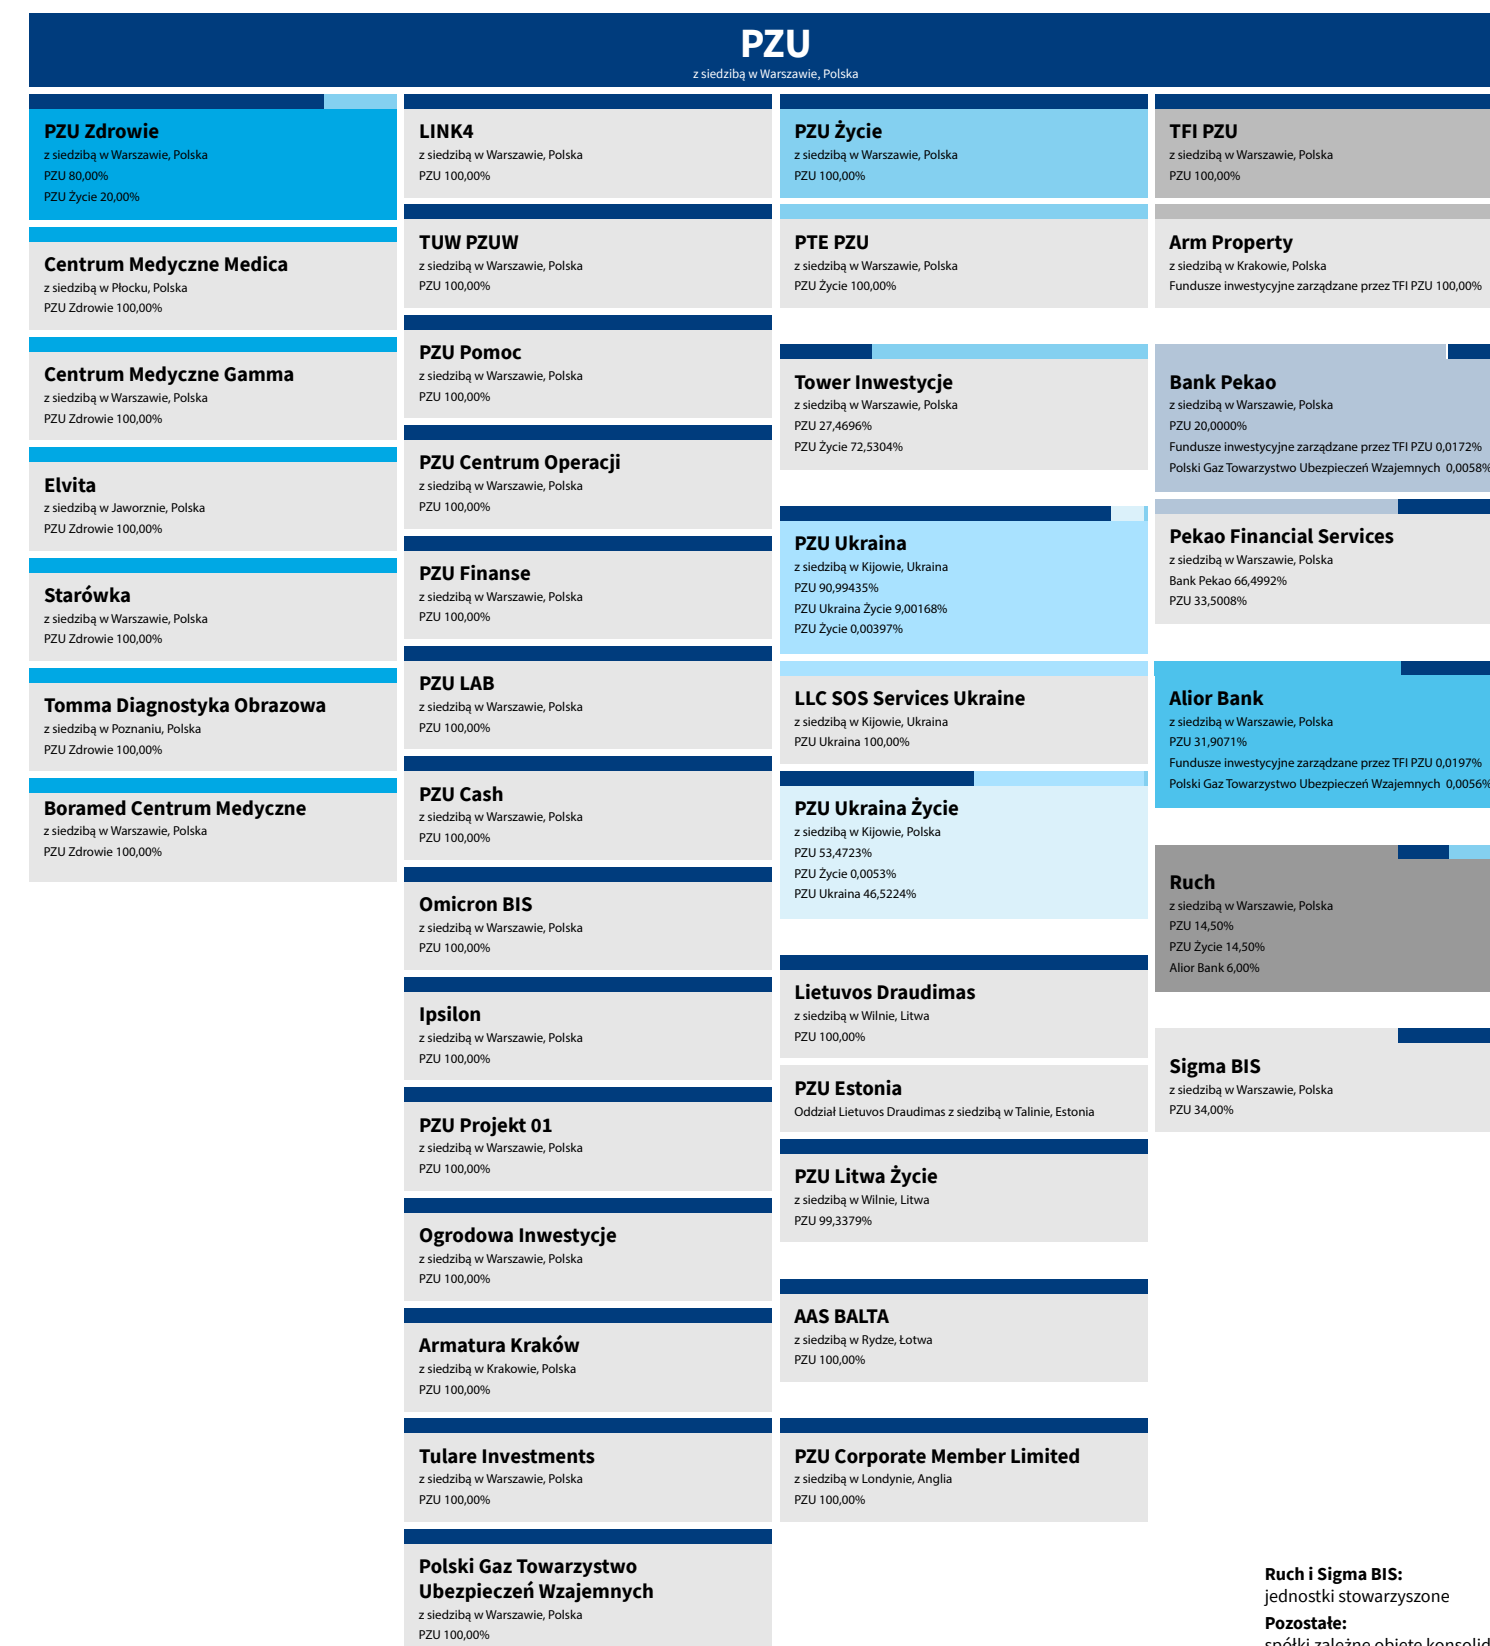 PZU
z siedzibą w Warszawie, Polska
PZU Zdrowie
z siedzibą w Warszawie, Polska
PZU 80,00%
PZU Życie 20,00%
Centrum Medyczne Medica
z siedzibą w Płocku, Polska
PZU Zdrowie 100,00%
Centrum Medyczne Gamma
z siedzibą w Warszawie, Polska
PZU Zdrowie 100,00%
Elvita
z siedzibą w Jaworznie, Polska
PZU Zdrowie 100,00%
Starówka
z siedzibą w Warszawie, Polska
PZU Zdrowie 100,00%
Tomma Diagnostyka Obrazowa
z siedzibą w Poznaniu, Polska
PZU Zdrowie 100,00%
Boramed Centrum Medyczne
z siedzibą w Warszawie, Polska
PZU Zdrowie 100,00%
LINK4
z siedzibą w Warszawie, Polska
PZU 100,00%
TUW PZUW
z siedzibą w Warszawie, Polska
PZU 100,00%
PZU Pomoc
z siedzibą w Warszawie, Polska
PZU 100,00%
PZU Centrum Operacji
z siedzibą w Warszawie, Polska
PZU 100,00%
PZU Finanse
z siedzibą w Warszawie, Polska
PZU 100,00%
PZU LAB
z siedzibą w Warszawie, Polska
PZU 100,00%
PZU Cash
z siedzibą w Warszawie, Polska
PZU 100,00%
Omicron BIS
z siedzibą w Warszawie, Polska
PZU 100,00%
Ipsilon
z siedzibą w Warszawie, Polska
PZU 100,00%
PZU Projekt 01
z siedzibą w Warszawie, Polska
PZU 100,00%
Ogrodowa Inwestycje
z siedzibą w Warszawie, Polska
PZU 100,00%
Armatura Kraków
z siedzibą w Krakowie, Polska
PZU 100,00%
Tulare Investments
z siedzibą w Warszawie, Polska
PZU 100,00%
Polski Gaz Towarzystwo
Ubezpieczeń Wzajemnych
z siedzibą w Warszawie, Polska
PZU 100,00%
PZU Życie
z siedzibą w Warszawie, Polska
PZU 100,00%
PTE PZU
z siedzibą w Warszawie, Polska
PZU Życie 100,00%
Tower Inwestycje
z siedzibą w Warszawie, Polska
PZU 27,4696%
PZU Życie 72,5304%
PZU Ukraina
z siedzibą w Kijowie, Ukraina
PZU 90,99435%
PZU Ukraina Życie 9,00168%
PZU Życie 0,00397%
LLC SOS Services Ukraine
z siedzibą w Kijowie, Ukraina
PZU Ukraina 100,00%
PZU Ukraina Życie
z siedzibą w Kijowie, Polska
PZU 53,4723%
PZU Życie 0,0053%
PZU Ukraina 46,5224%
Lietuvos Draudimas
z siedzibą w Wilnie, Litwa
PZU 100,00%
PZU Estonia
Oddział Lietuvos Draudimas z siedzibą w Talinie, Estonia
PZU Litwa Życie
z siedzibą w Wilnie, Litwa
PZU 99,3379%
AAS BALTA
z siedzibą w Rydze, Łotwa
PZU 100,00%
PZU Corporate Member Limited
z siedzibą w Londynie, Anglia
PZU 100,00%
TFI PZU
z siedzibą w Warszawie, Polska
PZU 100,00%
Arm Property
z siedzibą w Krakowie, Polska
Fundusze inwestycyjne zarządzane przez TFI PZU 100,00%
Bank Pekao
z siedzibą w Warszawie, Polska
PZU 20,0000%
Fundusze inwestycyjne zarządzane przez TFI PZU 0,0172%
Polski Gaz Towarzystwo Ubezpieczeń Wzajemnych 0,0058%
Pekao Financial Services
z siedzibą w Warszawie, Polska
Bank Pekao 66,4992%
PZU 33,5008%
Alior Bank
z siedzibą w Warszawie, Polska
PZU 31,9071%
Fundusze inwestycyjne zarządzane przez TFI PZU 0,0197%
Polski Gaz Towarzystwo Ubezpieczeń Wzajemnych 0,0056%
Ruch
z siedzibą w Warszawie, Polska
PZU 14,50%
PZU Życie 14,50%
Alior Bank 6,00%
Sigma BIS
z siedzibą w Warszawie, Polska
PZU 34,00%
Ruch i Sigma BIS:
jednostki stowarzyszone
Pozostałe:
spółki zależne objęte